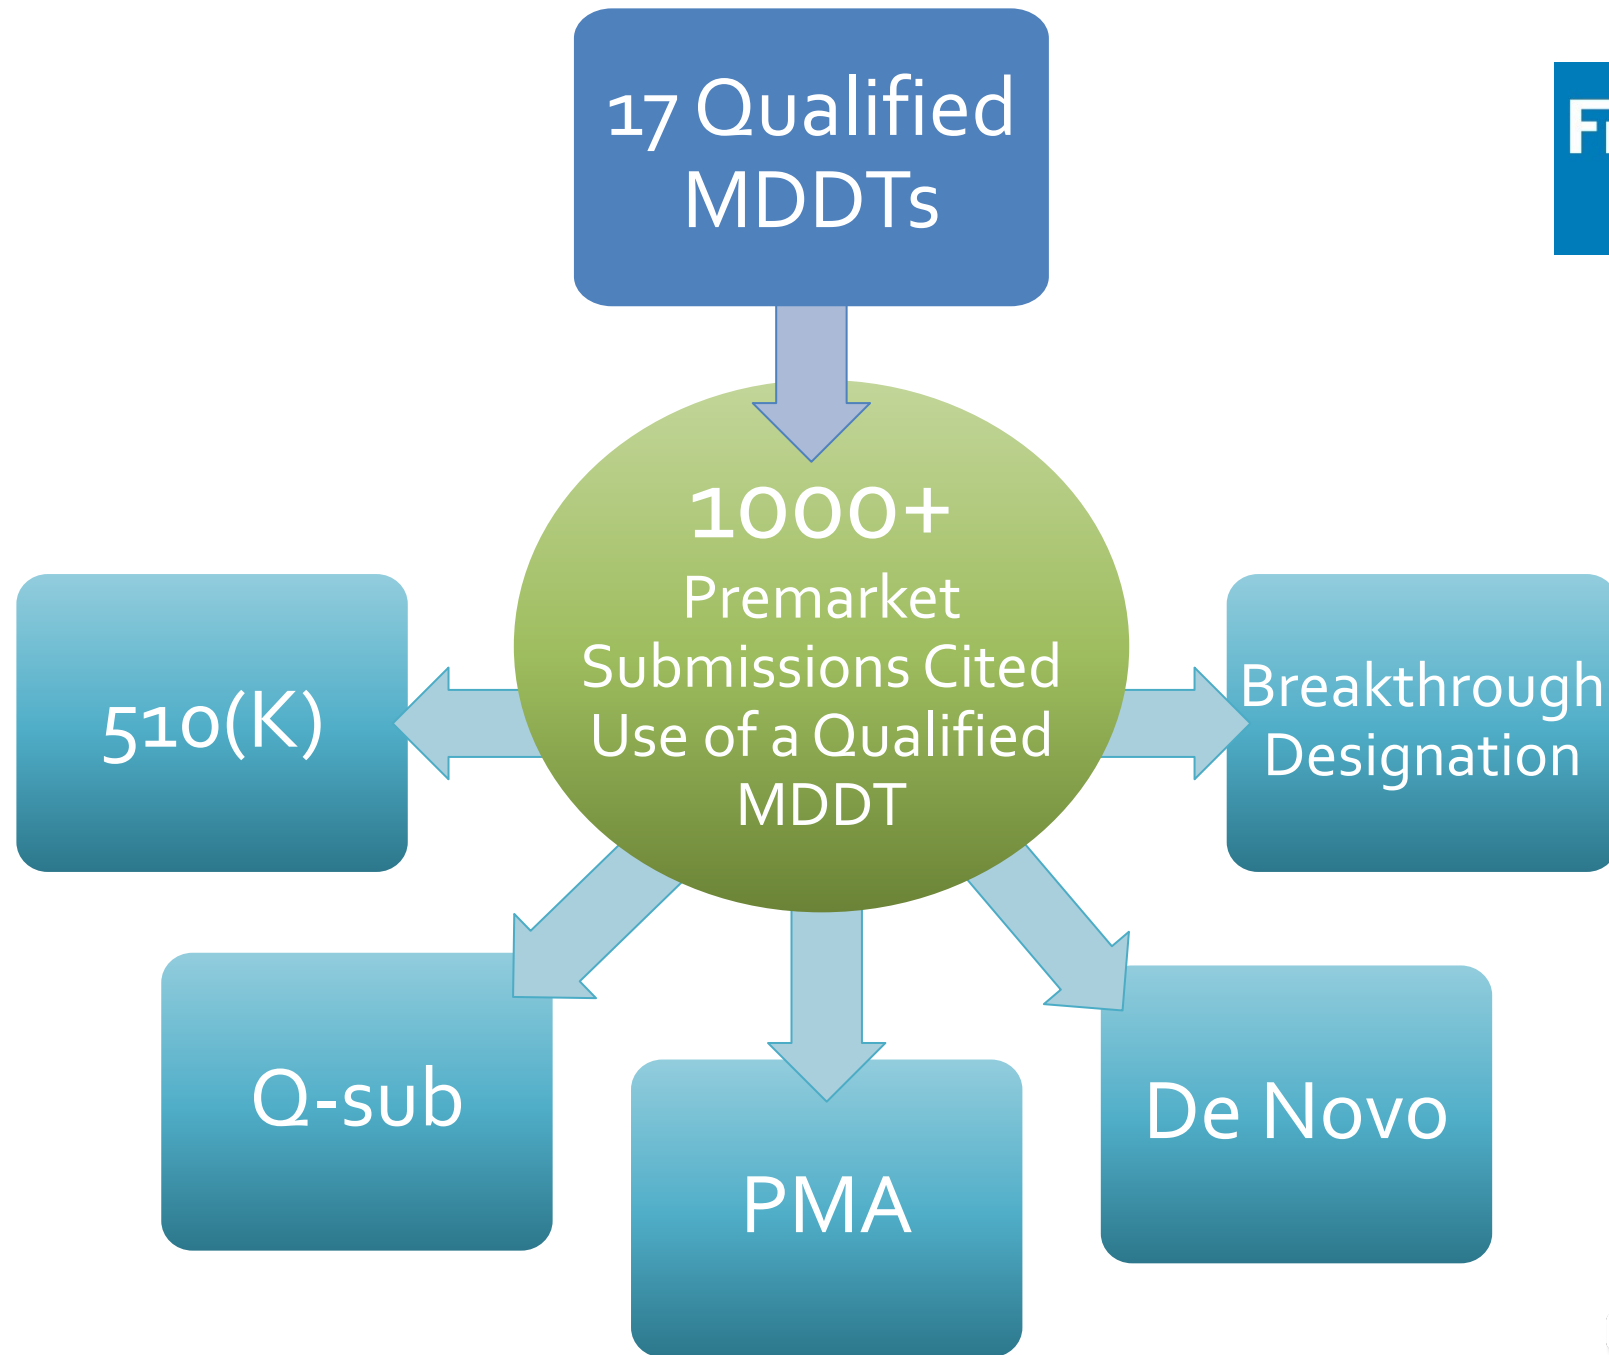 17 Qualified
MDDTs
1000+
Premarket
Submissions Cited
Use of a Qualified
MDDT
510(K)
Breakthrough
Designation
Q-sub
De Novo
PMA